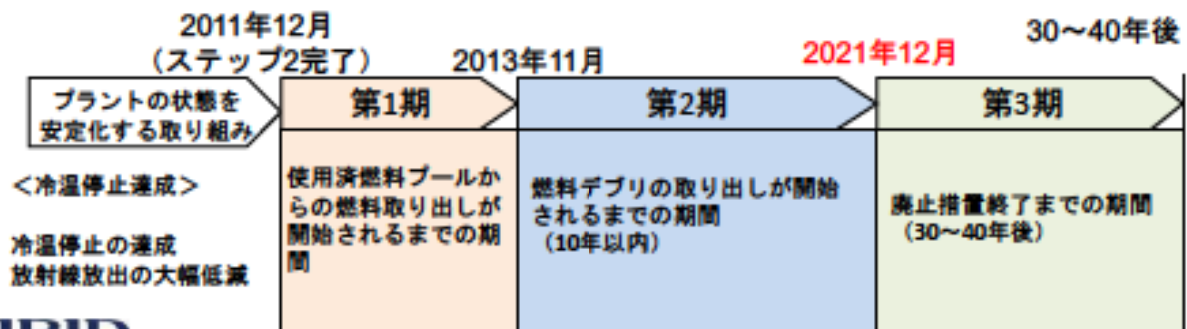 2011年12月
(ステップ2完了)
2013年11月
2021年12月
30～40年後
プラントの状態を
安定化する取り組み
第1期
第2期
第3期
＜冷温停止達成＞
冷温停止の達成
放射線放出の大幅低減
使用済燃料プールか
らの燃料取り出しが
開始されるまでの期
間
燃料デブリの取り出しが開始
されるまでの期間
(10年以内)
廃止措置終了までの期間
(30～40年後)